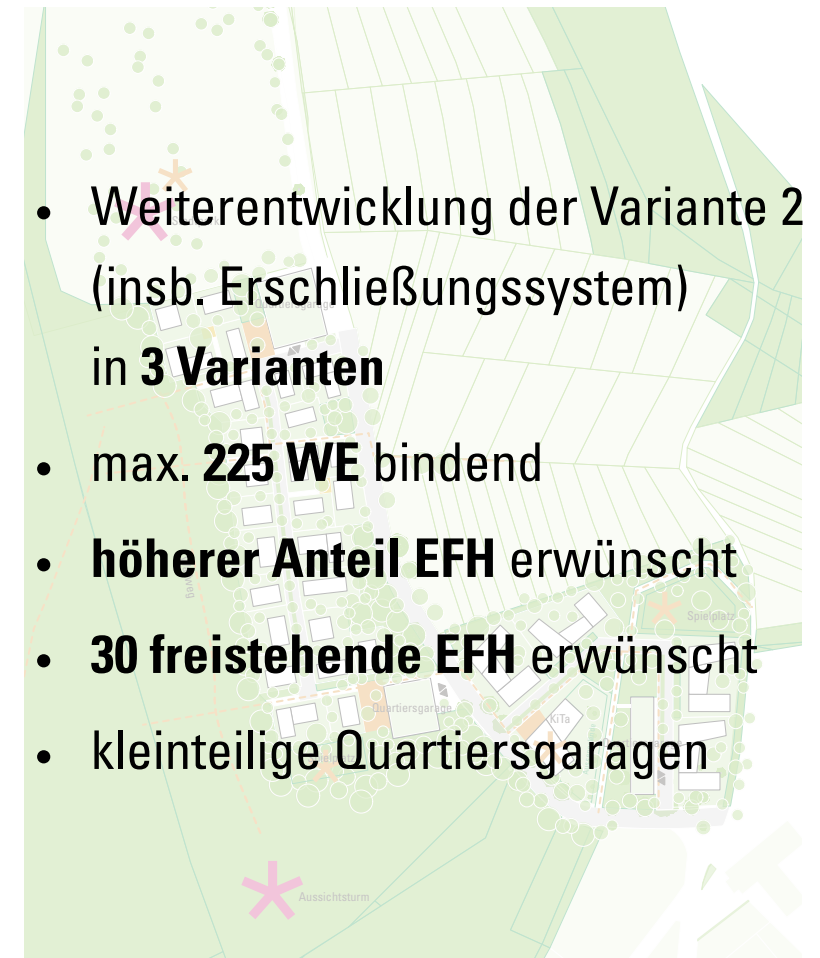 • Weiterentwicklung der Variante 2
(insb. Erschließungssystem)
in 3 Varianten
• max. 225 WE bindend
• höherer Anteil EFH erwünscht
• 30 freistehende EFH erwünscht
Spielplatz
Quartiersgarage
KiTa
• kleinteilige Quartiersgaragen
Aussichtsturm